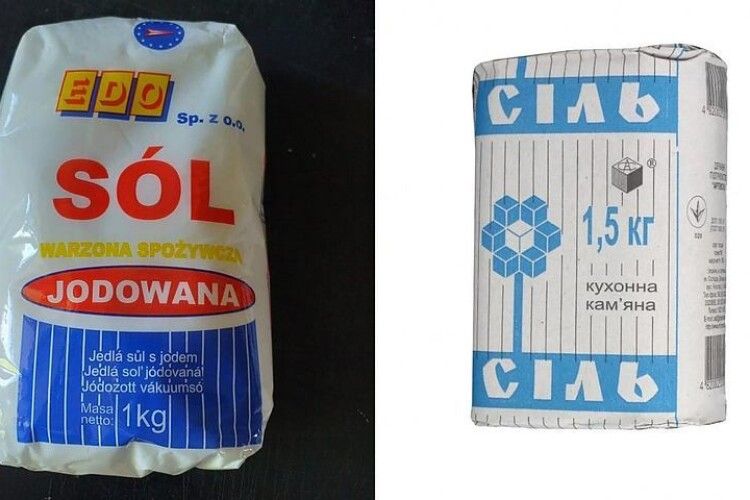 EDO
Sp. z o.o.
SÓL
WARZONA SPOŻYWCZA
JODOWANA
Jedlá sůl s jodem
Jedlá soľ jódovaná
Jódozott vákuumsó
Masa
netto: 1kg
СІЛЬ
®
1,5 кг
кухонна
кам'яна
СІЛЬ